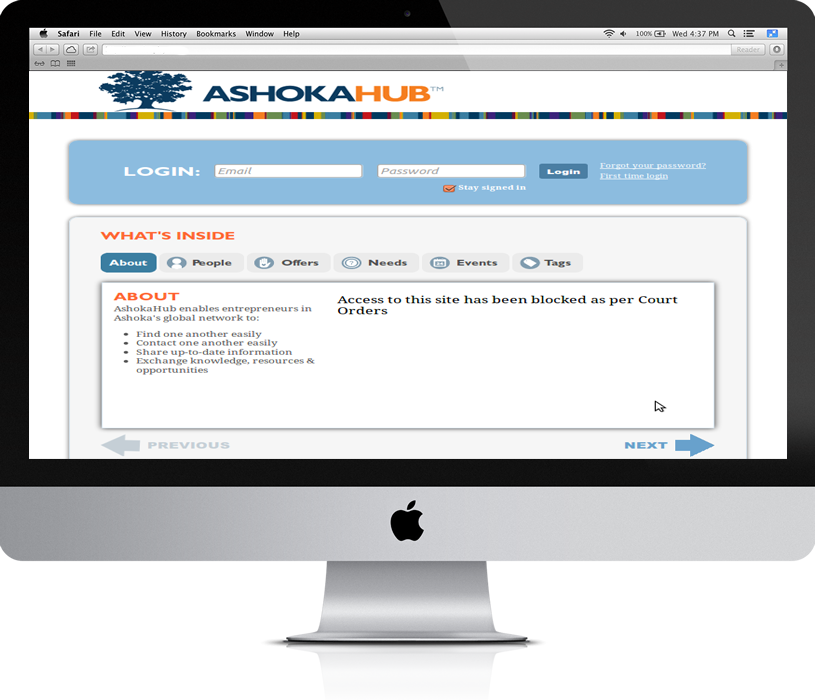 Safari File Edit View History Bookmarks Window Help 100% Wed 4:37 PM
Reader
ASHOKAHUB™
LOGIN: Email Password Login Forgot your password?
First time login
Stay signed in
WHAT'S INSIDE
About People Offers Needs Events Tags
ABOUT
AshokaHub enables entrepreneurs in
Ashoka's global network to:
• Find one another easily
• Contact one another easily
• Share up-to-date information
• Exchange knowledge, resources &
opportunities
Access to this site has been blocked as per Court
Orders
PREVIOUS NEXT